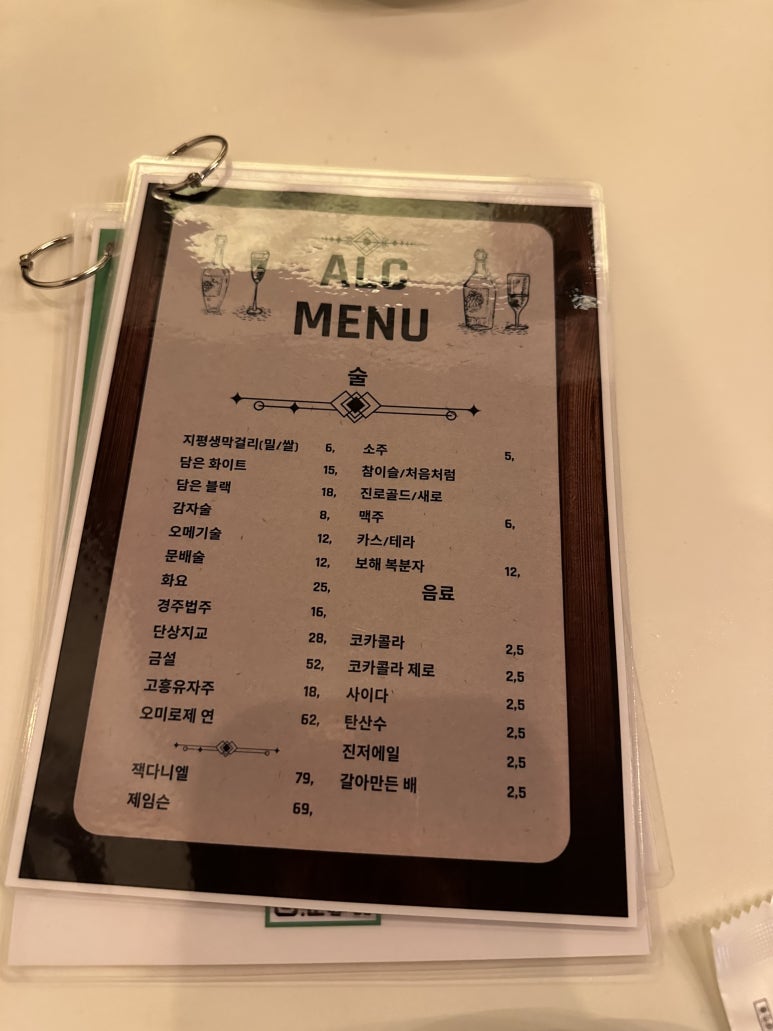 ALC
MENU
술
지평생막걸리(밀/쌀) 6,
담은 화이트 15,
담은 블랙 18,
감자술 8,
오메기술 12,
문배술 12,
화요 25,
경주법주 16,
단상지교 28,
금설 52,
고흥유자주 18,
오미로제 연 62,
잭다니엘 79,
제임슨 69,
소주 5,
참이슬/처음처럼
진로골드/새로
맥주 6,
카스/테라
보해 복분자 12,
음료
코카콜라 2,5
코카콜라 제로 2,5
사이다 2,5
탄산수 2,5
진저에일 2,5
갈아만든 배 2,5